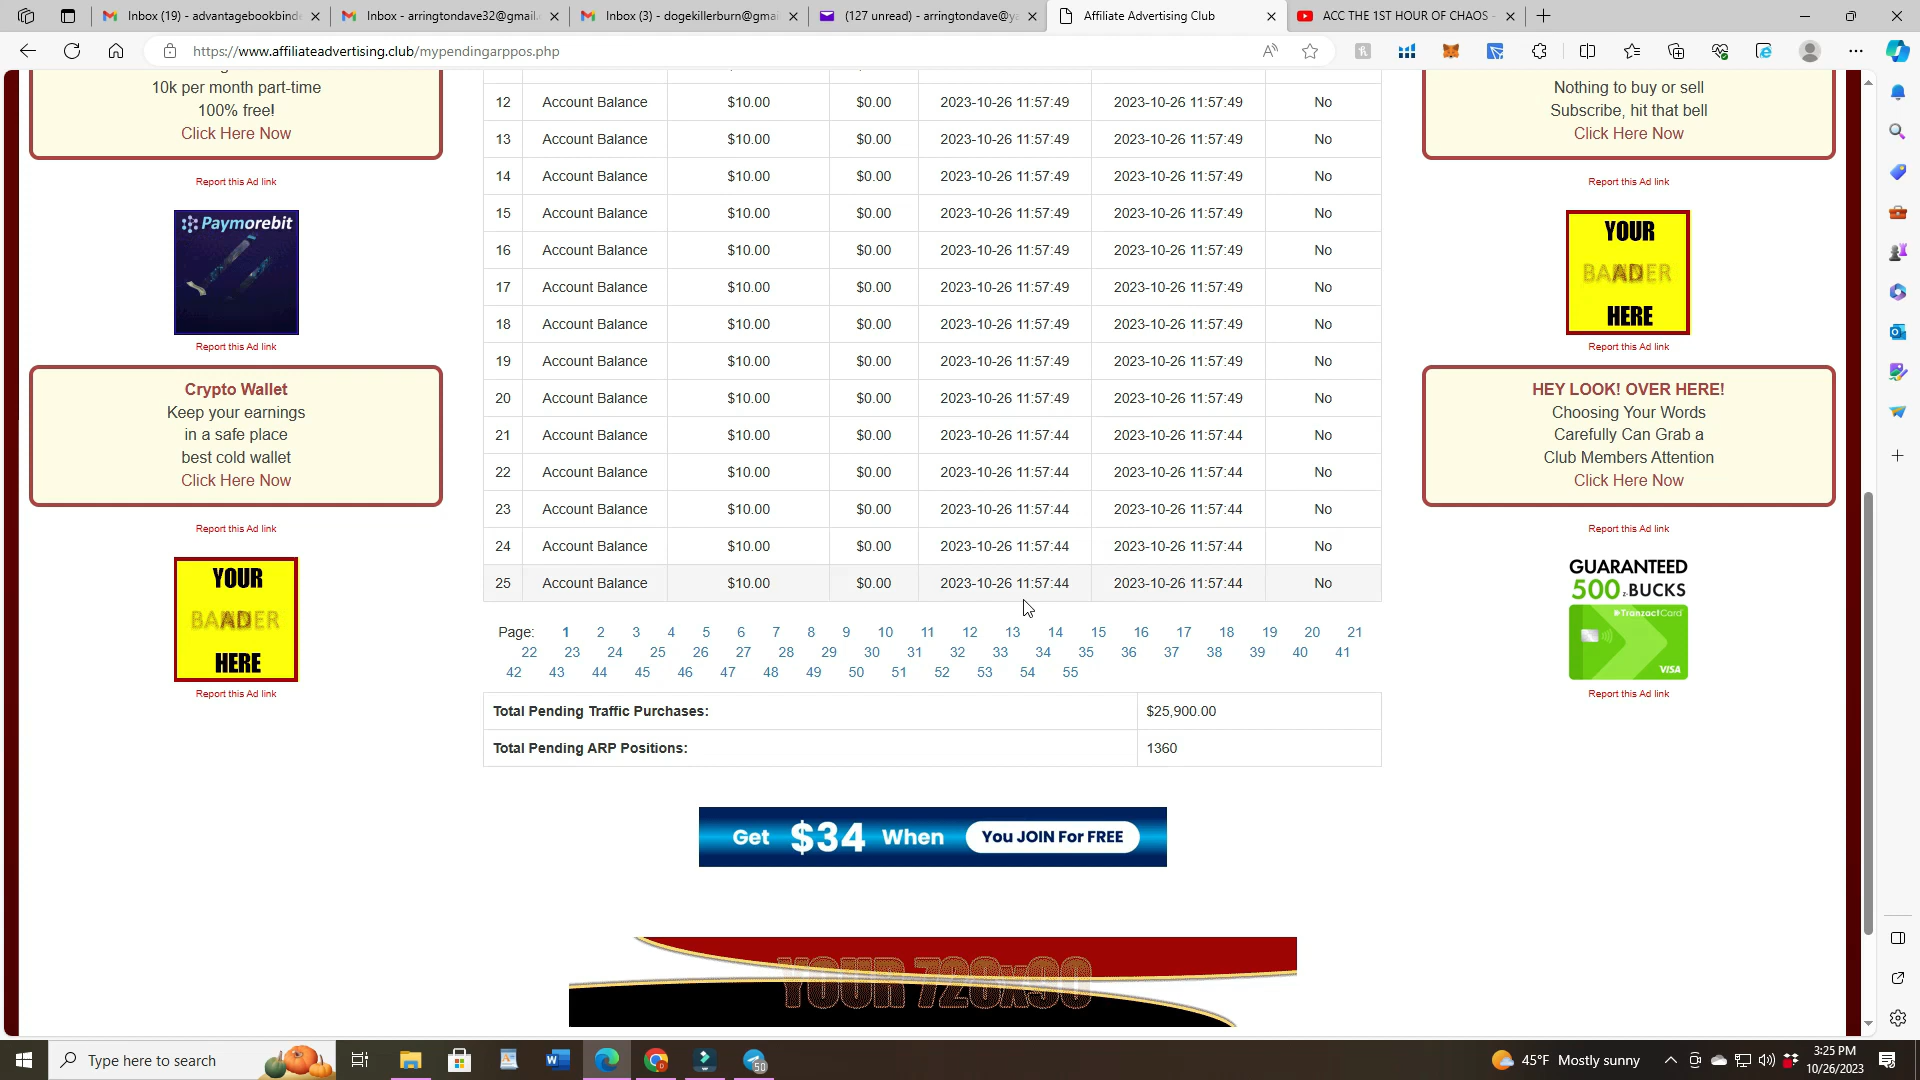 Inbox (19) - advantagebookbinde
Inbox - arringtondave32@gmail.c
Inbox (3) - dogekillerburn@gmai
(127 unread) - arringtondave@ya
Affiliate Advertising Club
ACC THE 1ST HOUR OF CHAOS -
https://www.affiliateadvertising.club/mypendingarppos.php
10k per month part-time
100% free!
Click Here Now
Report this Ad link
Paymorebit
Report this Ad link
Crypto Wallet
Keep your earnings
in a safe place
best cold wallet
Click Here Now
Report this Ad link
YOUR
BANNER
AD
HERE
Report this Ad link
12 Account Balance $10.00 $0.00 2023-10-26 11:57:49 2023-10-26 11:57:49 No
13 Account Balance $10.00 $0.00 2023-10-26 11:57:49 2023-10-26 11:57:49 No
14 Account Balance $10.00 $0.00 2023-10-26 11:57:49 2023-10-26 11:57:49 No
15 Account Balance $10.00 $0.00 2023-10-26 11:57:49 2023-10-26 11:57:49 No
16 Account Balance $10.00 $0.00 2023-10-26 11:57:49 2023-10-26 11:57:49 No
17 Account Balance $10.00 $0.00 2023-10-26 11:57:49 2023-10-26 11:57:49 No
18 Account Balance $10.00 $0.00 2023-10-26 11:57:49 2023-10-26 11:57:49 No
19 Account Balance $10.00 $0.00 2023-10-26 11:57:49 2023-10-26 11:57:49 No
20 Account Balance $10.00 $0.00 2023-10-26 11:57:49 2023-10-26 11:57:49 No
21 Account Balance $10.00 $0.00 2023-10-26 11:57:44 2023-10-26 11:57:44 No
22 Account Balance $10.00 $0.00 2023-10-26 11:57:44 2023-10-26 11:57:44 No
23 Account Balance $10.00 $0.00 2023-10-26 11:57:44 2023-10-26 11:57:44 No
24 Account Balance $10.00 $0.00 2023-10-26 11:57:44 2023-10-26 11:57:44 No
25 Account Balance $10.00 $0.00 2023-10-26 11:57:44 2023-10-26 11:57:44 No
Page: 1 2 3 4 5 6 7 8 9 10 11 12 13 14 15 16 17 18 19 20 21
22 23 24 25 26 27 28 29 30 31 32 33 34 35 36 37 38 39 40 41
42 43 44 45 46 47 48 49 50 51 52 53 54 55
Total Pending Traffic Purchases: $25,900.00
Total Pending ARP Positions: 1360
Get $34 When You JOIN For FREE
YOUR 728x90
Nothing to buy or sell
Subscribe, hit that bell
Click Here Now
Report this Ad link
YOUR
BANNER
AD
HERE
Report this Ad link
HEY LOOK! OVER HERE!
Choosing Your Words
Carefully Can Grab a
Club Members Attention
Click Here Now
Report this Ad link
GUARANTEED
500 Z-BUCKS
TranzactCard
VISA
Report this Ad link
Type here to search
50
45°F Mostly sunny
3:25 PM
10/26/2023